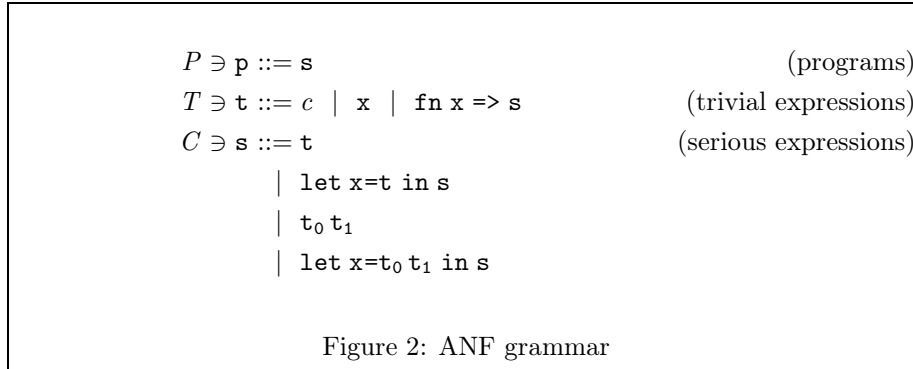 P ∋ p ::= s (programs)
T ∋ t ::= c | x | fn x => s (trivial expressions)
C ∋ s ::= t (serious expressions)
| let x=t in s
| t₀ t₁
| let x=t₀ t₁ in s
Figure 2: ANF grammar